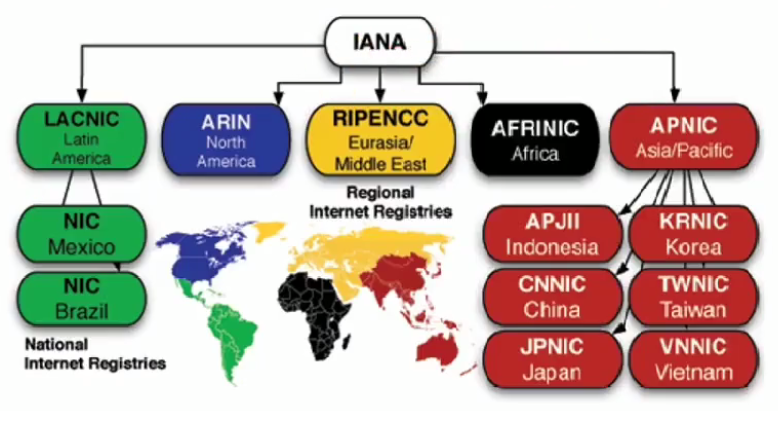 IANA
LACNIC
Latin
America
ARIN
North
America
RIPENCC
Eurasia/
Middle East
AFRINIC
Africa
APNIC
Asia/Pacific
Regional
Internet Registries
NIC
Mexico
NIC
Brazil
National
Internet Registries
APJII
Indonesia
KRNIC
Korea
CNNIC
China
TWNIC
Taiwan
JPNIC
Japan
VNNIC
Vietnam